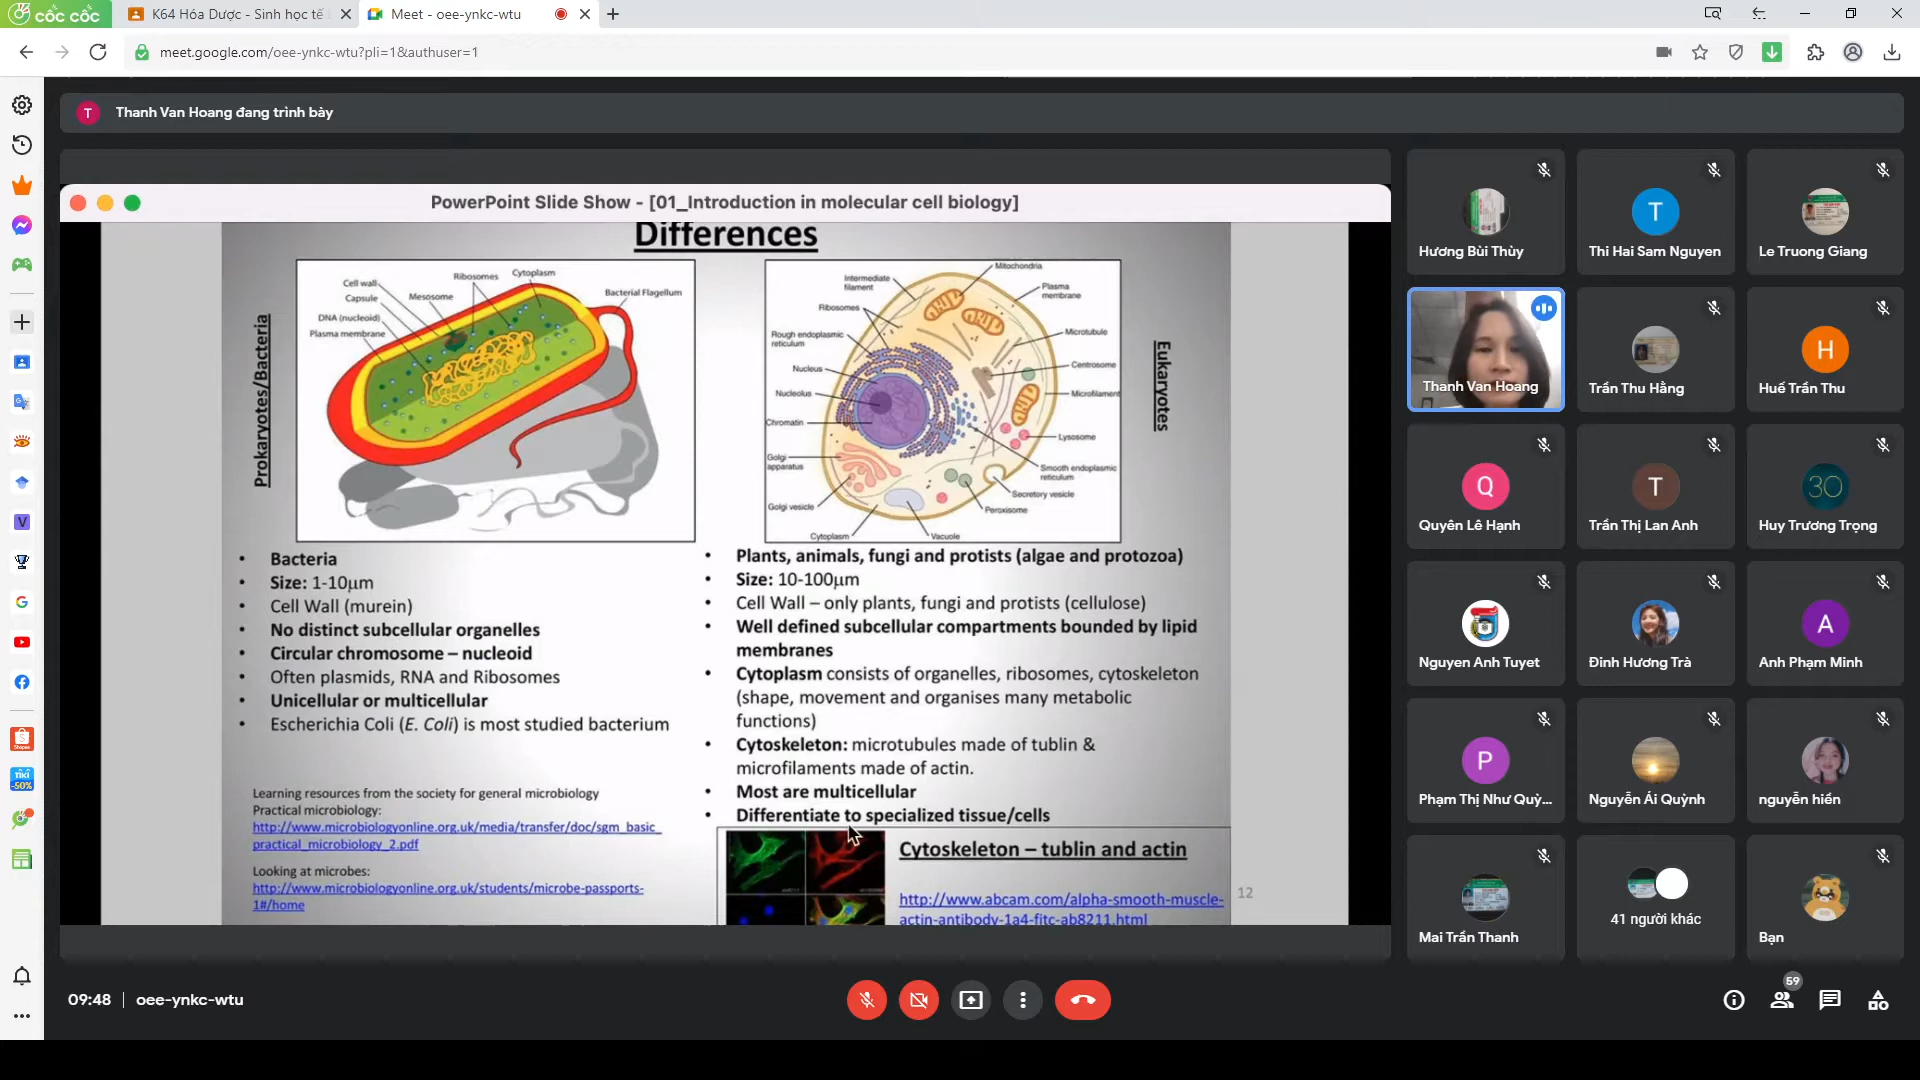 cốc cốc
K64 Hóa Dược - Sinh học tế
Meet - oee-ynkc-wtu
meet.google.com/oee-ynkc-wtu?pli=1&authuser=1
T
Thanh Van Hoang đang trình bày
PowerPoint Slide Show - [01_Introduction in molecular cell biology]
Differences
Prokaryotes/Bacteria
Cell wall
Capsule
DNA (nucleoid)
Plasma membrane
Mesosome
Ribosomes
Cytoplasm
Bacterial Flagellum
Mitochondria
Intermediate
filament
Plasma
membrane
Ribosomes
Rough endoplasmic
reticulum
Microtubule
Nucleus
Centrosome
Nucleolus
Microfilament
Chromatin
Lysosome
Golgi
apparatus
Smooth endoplasmic
reticulum
Secretory vesicle
Golgi vesicle
Peroxisome
Cytoplasm
Vacuole
Eukaryotes
• Bacteria
• Size: 1-10μm
• Cell Wall (murein)
• No distinct subcellular organelles
• Circular chromosome – nucleoid
• Often plasmids, RNA and Ribosomes
• Unicellular or multicellular
• Escherichia Coli (E. Coli) is most studied bacterium
Learning resources from the society for general microbiology
Practical microbiology:
http://www.microbiologyonline.org.uk/media/transfer/doc/sgm_basic_
practical_microbiology_2.pdf
Looking at microbes:
http://www.microbiologyonline.org.uk/students/microbe-passports-
1#/home
• Plants, animals, fungi and protists (algae and protozoa)
• Size: 10-100μm
• Cell Wall – only plants, fungi and protists (cellulose)
• Well defined subcellular compartments bounded by lipid
membranes
• Cytoplasm consists of organelles, ribosomes, cytoskeleton
(shape, movement and organises many metabolic
functions)
• Cytoskeleton: microtubules made of tublin &
microfilaments made of actin.
• Most are multicellular
• Differentiate to specialized tissue/cells
Cytoskeleton – tublin and actin
http://www.abcam.com/alpha-smooth-muscle-
actin-antibody-1a4-fitc-ab8211.html
12
Hương Bùi Thùy
T
Thi Hai Sam Nguyen
Le Truong Giang
Thanh Van Hoang
Trần Thu Hằng
H
Huế Trần Thu
Q
Quyên Lê Hạnh
T
Trần Thị Lan Anh
30
Huy Trương Trọng
Nguyen Anh Tuyet
Đinh Hương Trà
A
Anh Phạm Minh
P
Phạm Thị Như Quỳ...
Nguyễn Ái Quỳnh
nguyễn hiền
Mai Trần Thanh
41 người khác
Bạn
V
G
Shopee
TIKI
-50%
09:48 | oee-ynkc-wtu
59